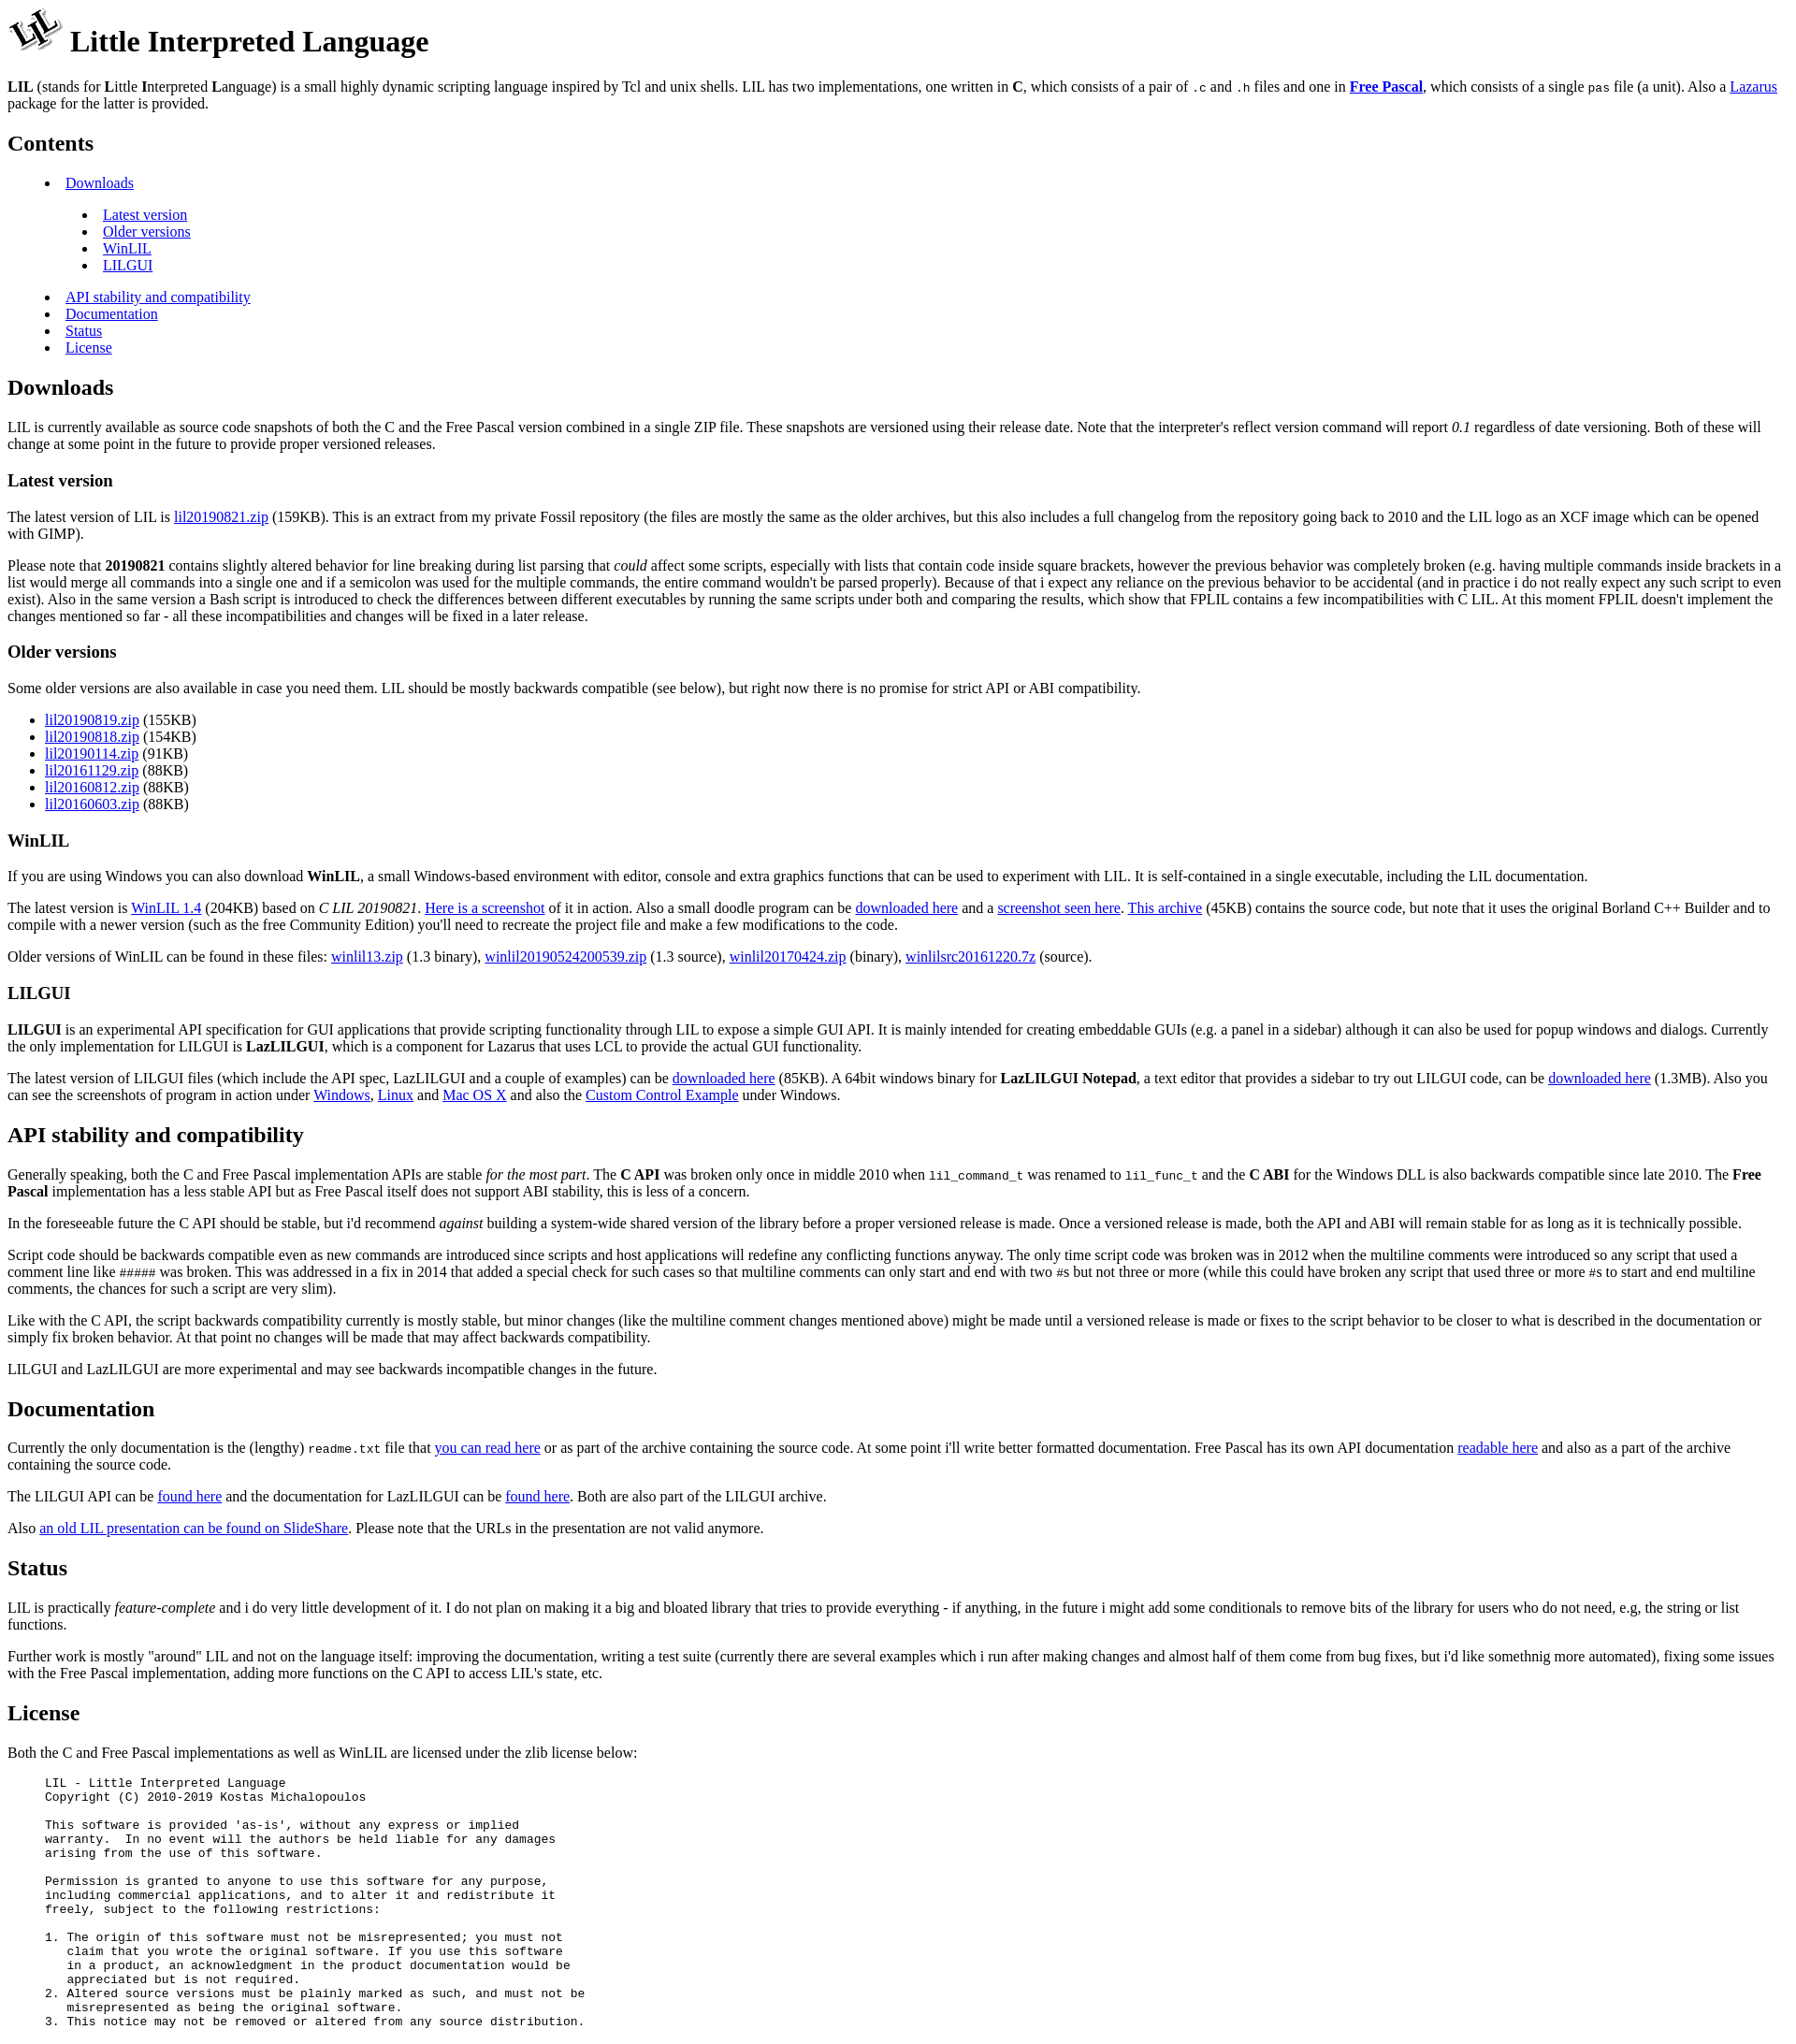 LIL Little Interpreted Language
LIL (stands for Little Interpreted Language) is a small highly dynamic scripting language inspired by Tcl and unix shells. LIL has two implementations, one written in C, which consists of a pair of .c and .h files and one in Free Pascal, which consists of a single pas file (a unit). Also a Lazarus
package for the latter is provided.
Contents
• Downloads
• Latest version
• Older versions
• WinLIL
• LILGUI
• API stability and compatibility
• Documentation
• Status
• License
Downloads
LIL is currently available as source code snapshots of both the C and the Free Pascal version combined in a single ZIP file. These snapshots are versioned using their release date. Note that the interpreter's reflect version command will report 0.1 regardless of date versioning. Both of these will
change at some point in the future to provide proper versioned releases.
Latest version
The latest version of LIL is lil20190821.zip (159KB). This is an extract from my private Fossil repository (the files are mostly the same as the older archives, but this also includes a full changelog from the repository going back to 2010 and the LIL logo as an XCF image which can be opened
with GIMP).
Please note that 20190821 contains slightly altered behavior for line breaking during list parsing that could affect some scripts, especially with lists that contain code inside square brackets, however the previous behavior was completely broken (e.g. having multiple commands inside brackets in a
list would merge all commands into a single one and if a semicolon was used for the multiple commands, the entire command wouldn't be parsed properly). Because of that i expect any reliance on the previous behavior to be accidental (and in practice i do not really expect any such script to even
exist). Also in the same version a Bash script is introduced to check the differences between different executables by running the same scripts under both and comparing the results, which show that FPLIL contains a few incompatibilities with C LIL. At this moment FPLIL doesn't implement the
changes mentioned so far - all these incompatibilities and changes will be fixed in a later release.
Older versions
Some older versions are also available in case you need them. LIL should be mostly backwards compatible (see below), but right now there is no promise for strict API or ABI compatibility.
• lil20190819.zip (155KB)
• lil20190818.zip (154KB)
• lil20190114.zip (91KB)
• lil20161129.zip (88KB)
• lil20160812.zip (88KB)
• lil20160603.zip (88KB)
WinLIL
If you are using Windows you can also download WinLIL, a small Windows-based environment with editor, console and extra graphics functions that can be used to experiment with LIL. It is self-contained in a single executable, including the LIL documentation.
The latest version is WinLIL 1.4 (204KB) based on C LIL 20190821. Here is a screenshot of it in action. Also a small doodle program can be downloaded here and a screenshot seen here. This archive (45KB) contains the source code, but note that it uses the original Borland C++ Builder and to
compile with a newer version (such as the free Community Edition) you'll need to recreate the project file and make a few modifications to the code.
Older versions of WinLIL can be found in these files: winlil13.zip (1.3 binary), winlil20190524200539.zip (1.3 source), winlil20170424.zip (binary), winlilsrc20161220.7z (source).
LILGUI
LILGUI is an experimental API specification for GUI applications that provide scripting functionality through LIL to expose a simple GUI API. It is mainly intended for creating embeddable GUIs (e.g. a panel in a sidebar) although it can also be used for popup windows and dialogs. Currently
the only implementation for LILGUI is LazLILGUI, which is a component for Lazarus that uses LCL to provide the actual GUI functionality.
The latest version of LILGUI files (which include the API spec, LazLILGUI and a couple of examples) can be downloaded here (85KB). A 64bit windows binary for LazLILGUI Notepad, a text editor that provides a sidebar to try out LILGUI code, can be downloaded here (1.3MB). Also you
can see the screenshots of program in action under Windows, Linux and Mac OS X and also the Custom Control Example under Windows.
API stability and compatibility
Generally speaking, both the C and Free Pascal implementation APIs are stable for the most part. The C API was broken only once in middle 2010 when lil_command_t was renamed to lil_func_t and the C ABI for the Windows DLL is also backwards compatible since late 2010. The Free
Pascal implementation has a less stable API but as Free Pascal itself does not support ABI stability, this is less of a concern.
In the foreseeable future the C API should be stable, but i'd recommend against building a system-wide shared version of the library before a proper versioned release is made. Once a versioned release is made, both the API and ABI will remain stable for as long as it is technically possible.
Script code should be backwards compatible even as new commands are introduced since scripts and host applications will redefine any conflicting functions anyway. The only time script code was broken was in 2012 when the multiline comments were introduced so any script that used a
comment line like ##### was broken. This was addressed in a fix in 2014 that added a special check for such cases so that multiline comments can only start and end with two #s but not three or more (while this could have broken any script that used three or more #s to start and end multiline
comments, the chances for such a script are very slim).
Like with the C API, the script backwards compatibility currently is mostly stable, but minor changes (like the multiline comment changes mentioned above) might be made until a versioned release is made or fixes to the script behavior to be closer to what is described in the documentation or
simply fix broken behavior. At that point no changes will be made that may affect backwards compatibility.
LILGUI and LazLILGUI are more experimental and may see backwards incompatible changes in the future.
Documentation
Currently the only documentation is the (lengthy) readme.txt file that you can read here or as part of the archive containing the source code. At some point i'll write better formatted documentation. Free Pascal has its own API documentation readable here and also as a part of the archive
containing the source code.
The LILGUI API can be found here and the documentation for LazLILGUI can be found here. Both are also part of the LILGUI archive.
Also an old LIL presentation can be found on SlideShare. Please note that the URLs in the presentation are not valid anymore.
Status
LIL is practically feature-complete and i do very little development of it. I do not plan on making it a big and bloated library that tries to provide everything - if anything, in the future i might add some conditionals to remove bits of the library for users who do not need, e.g, the string or list
functions.
Further work is mostly "around" LIL and not on the language itself: improving the documentation, writing a test suite (currently there are several examples which i run after making changes and almost half of them come from bug fixes, but i'd like somethnig more automated), fixing some issues
with the Free Pascal implementation, adding more functions on the C API to access LIL's state, etc.
License
Both the C and Free Pascal implementations as well as WinLIL are licensed under the zlib license below:
LIL - Little Interpreted Language
Copyright (C) 2010-2019 Kostas Michalopoulos
This software is provided 'as-is', without any express or implied
warranty.  In no event will the authors be held liable for any damages
arising from the use of this software.
Permission is granted to anyone to use this software for any purpose,
including commercial applications, and to alter it and redistribute it
freely, subject to the following restrictions:
1. The origin of this software must not be misrepresented; you must not
claim that you wrote the original software. If you use this software
in a product, an acknowledgment in the product documentation would be
appreciated but is not required.
2. Altered source versions must be plainly marked as such, and must not be
misrepresented as being the original software.
3. This notice may not be removed or altered from any source distribution.